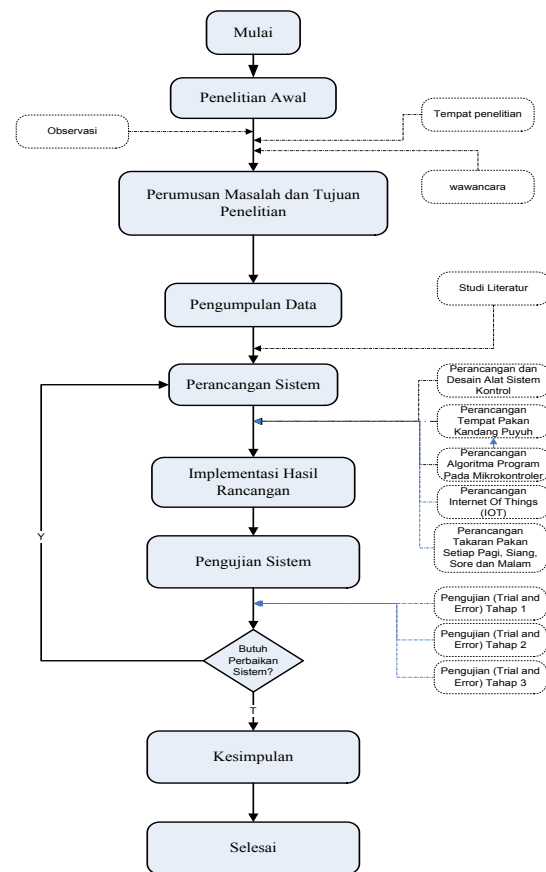 Mulai
Penelitian Awal
Observasi
Tempat penelitian
wawancara
Perumusan Masalah dan Tujuan
Penelitian
Pengumpulan Data
Studi Literatur
Perancangan Sistem
Perancangan dan
Desain Alat Sistem
Kontrol
Perancangan
Tempat Pakan
Kandang Puyuh
Perancangan
Algoritma Program
Pada Mikrokontroler
Perancangan
Internet Of Things
(IOT)
Perancangan
Takaran Pakan
Setiap Pagi, Siang,
Sore dan Malam
Implementasi Hasil
Rancangan
Pengujian Sistem
Pengujian (Trial and
Error) Tahap 1
Pengujian (Trial and
Error) Tahap 2
Pengujian (Trial and
Error) Tahap 3
Butuh
Perbaikan
Sistem?
Y
T
Kesimpulan
Selesai